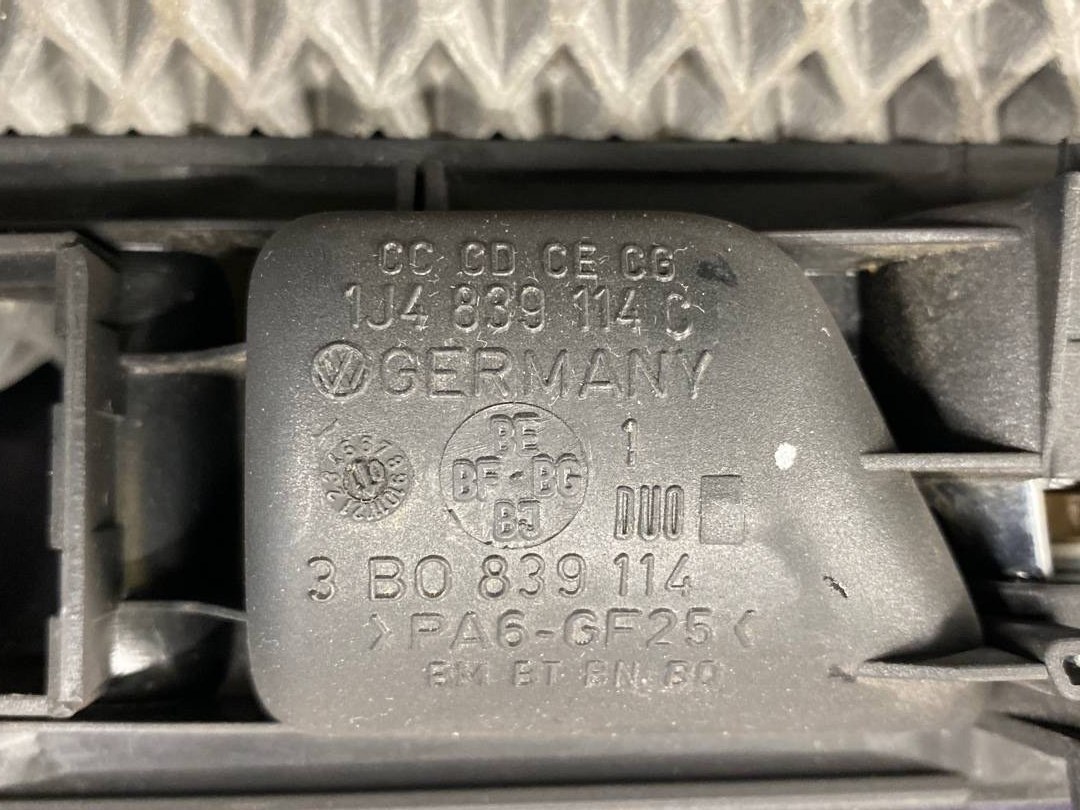 CC CD CE CG
1J4 839 114 C
VW GERMANY
BE
BF - BG
BJ
1
DUO
3 B0 839 114
>PA6-GF25<
BM BT BN BQ